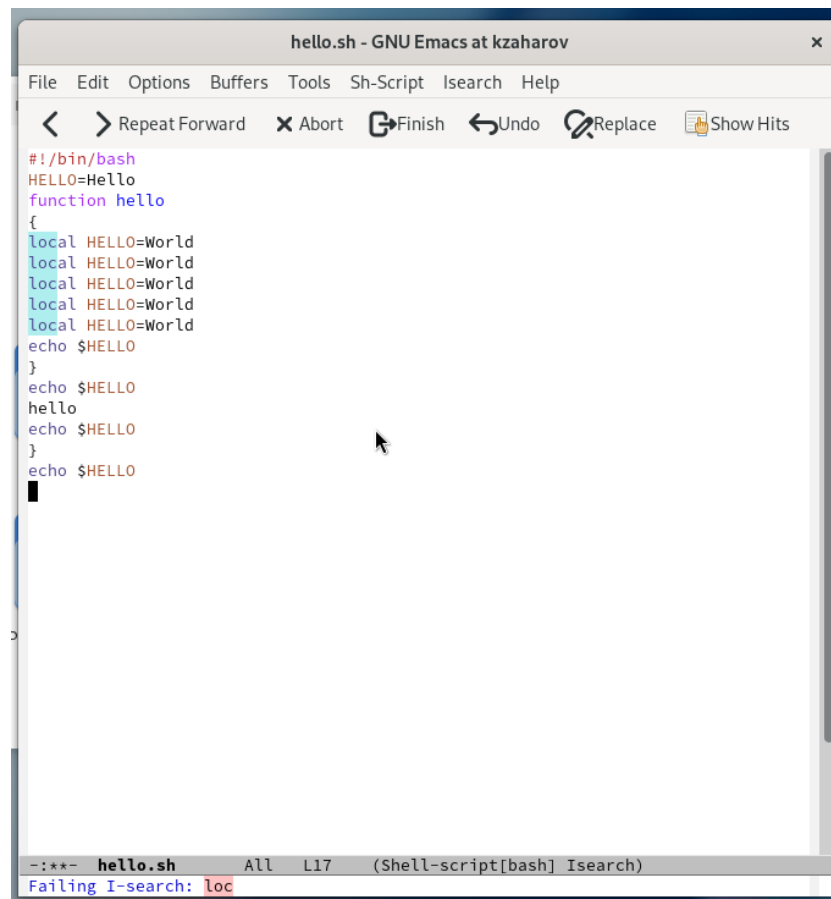 hello.sh - GNU Emacs at kzaharov ×
File Edit Options Buffers Tools Sh-Script Isearch Help
Repeat Forward Abort Finish Undo Replace Show Hits
#!/bin/bash
HELLO=Hello
function hello
{
local HELLO=World
local HELLO=World
local HELLO=World
local HELLO=World
local HELLO=World
echo $HELLO
}
echo $HELLO
hello
echo $HELLO
}
echo $HELLO
-:**- hello.sh All L17 (Shell-script[bash] Isearch)
Failing I-search: loc